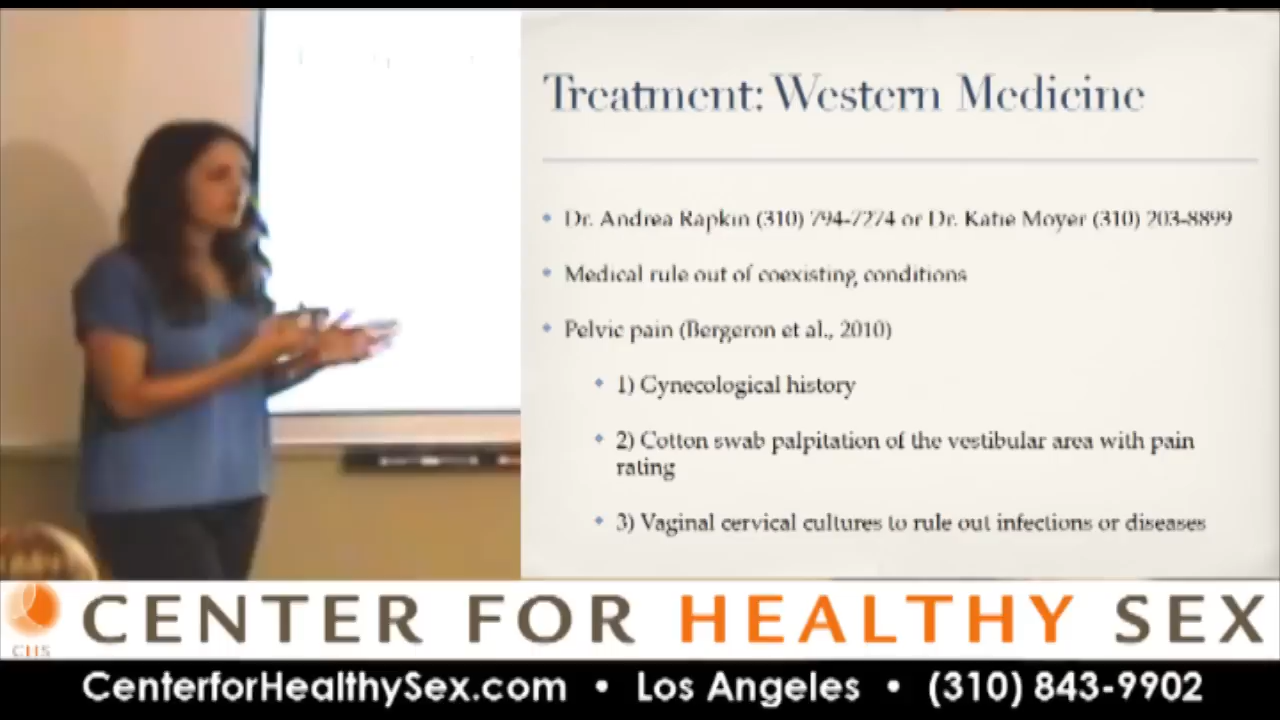 Treatment: Western Medicine
Dr. Andrea Rapkin (310) 794-7274 or Dr. Katie Moyer (310) 203-8899
Medical rule out of coexisting conditions
Pelvic pain (Bergeron et al., 2010)
1) Gynecological history
2) Cotton swab palpitation of the vestibular area with pain
rating
3) Vaginal cervical cultures to rule out infections or diseases
CENTER FOR HEALTHY SEX
CHS
CenterforHealthySex.com • Los Angeles • (310) 843-9902